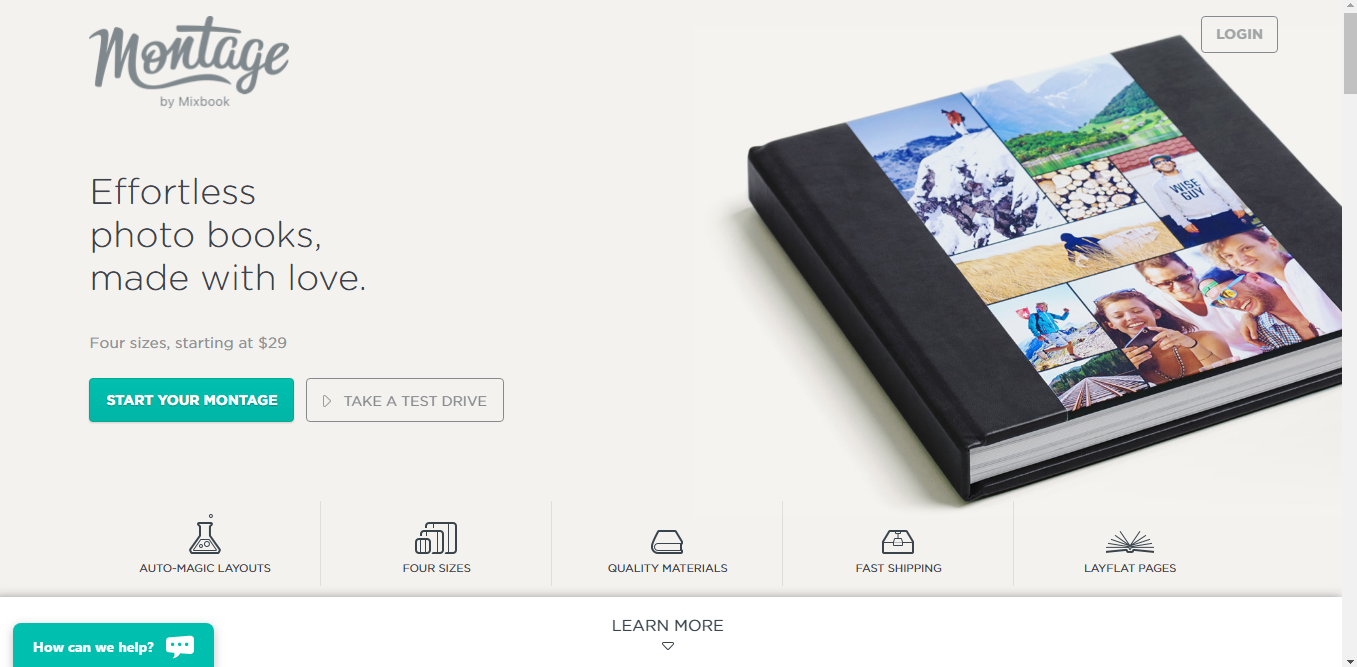 Montage
by Mixbook
LOGIN
Effortless
photo books,
made with love.
Four sizes, starting at $29
START YOUR MONTAGE
TAKE A TEST DRIVE
WISE
GUY
AUTO-MAGIC LAYOUTS
FOUR SIZES
QUALITY MATERIALS
FAST SHIPPING
LAYFLAT PAGES
LEARN MORE
How can we help?